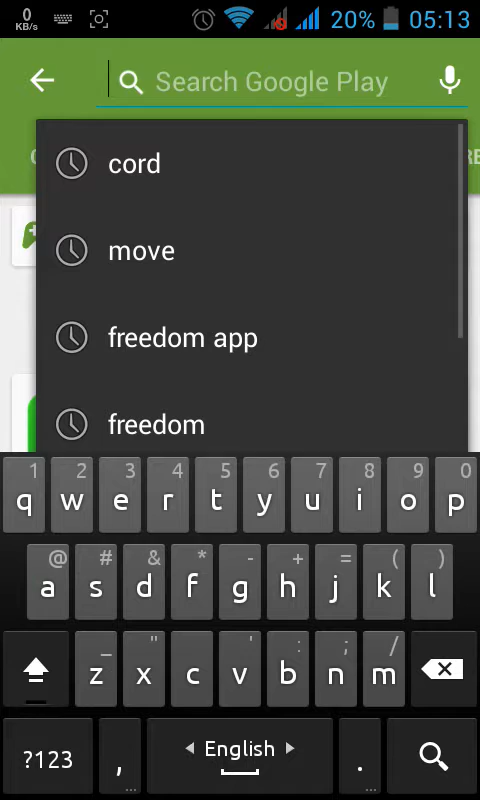 0
KB/s
20%
05:13
Search Google Play
RE
cord
move
freedom app
freedom
1 2 3 4 5 6 7 8 9 0
q w e r t y u i o p
@ # & * - + = ( )
a s d f g h j k l
_ " ' : ; /
z x c v b n m
?123 , English .
... ...